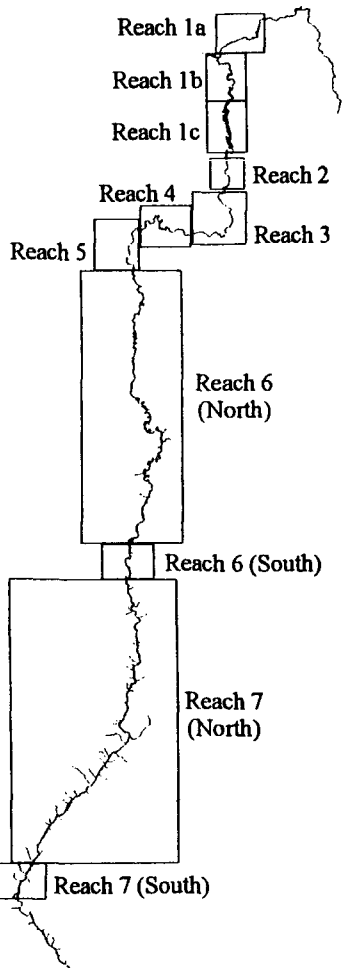 Reach 1a
Reach 1b
Reach 1c
Reach 2
Reach 4
Reach 3
Reach 5
Reach 6
(North)
Reach 6 (South)
Reach 7
(North)
Reach 7 (South)